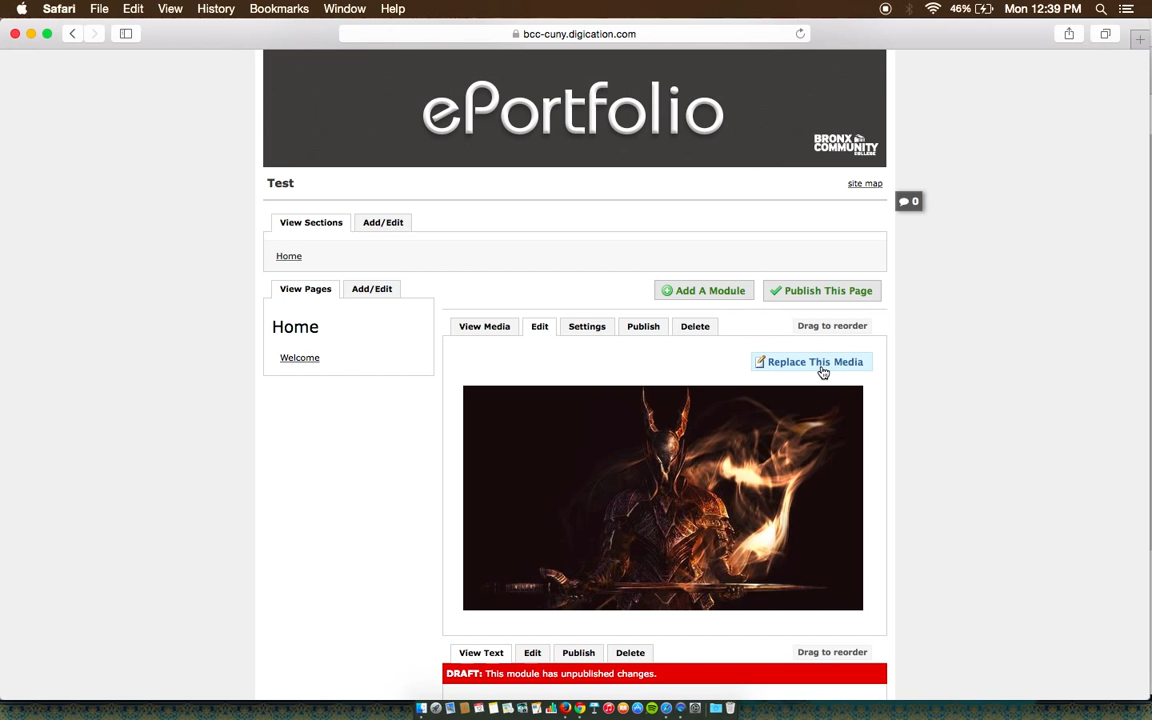 Safari File Edit View History Bookmarks Window Help 46% Mon 12:39 PM
bcc-cuny.digication.com
ePortfolio
BRONX
COMMUNITY
COLLEGE
Test site map
0
View Sections Add/Edit
Home
View Pages Add/Edit Add A Module Publish This Page
Home
Welcome
View Media Edit Settings Publish Delete Drag to reorder
Replace This Media
View Text Edit Publish Delete Drag to reorder
DRAFT: This module has unpublished changes.